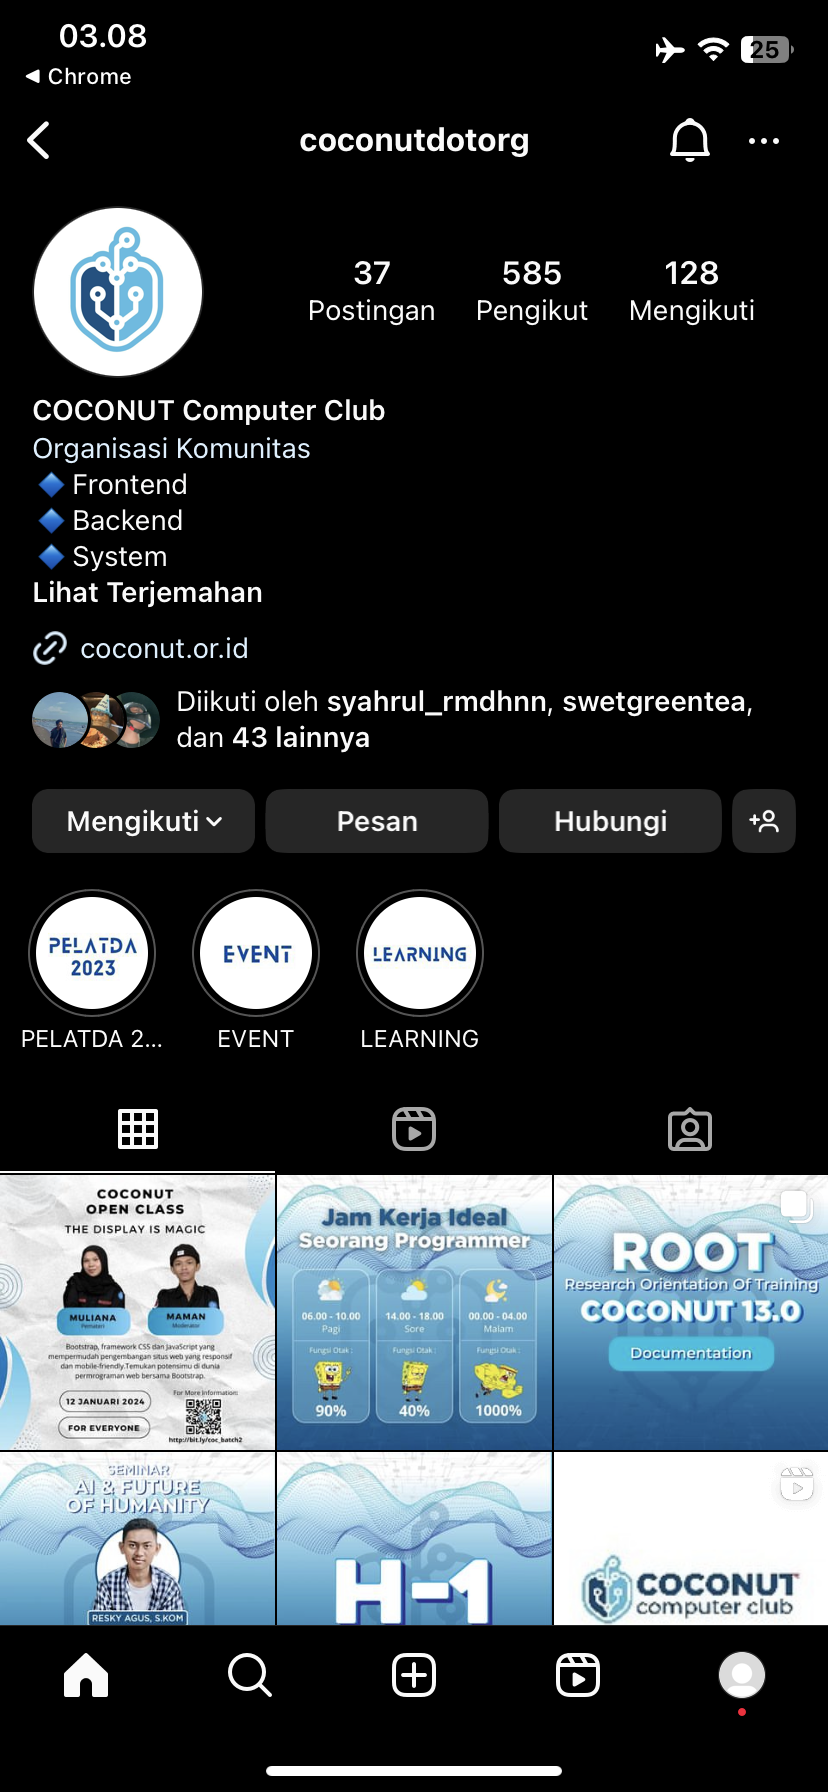 03.08
25
Chrome
coconutdotorg
37
585
128
Postingan
Pengikut
Mengikuti
COCONUT Computer Club
Organisasi Komunitas
Frontend
Backend
System
Lihat Terjemahan
coconut.or.id
Diikuti oleh syahrul_rmdhnn, swetgreentea,
dan 43 lainnya
Mengikuti
Pesan
Hubungi
PELATDA
2023
EVENT
LEARNING
PELATDA 2...
EVENT
LEARNING
COCONUT
OPEN CLASS
THE DISPLAY IS MAGIC
MULIANA
Pemateri
MAMAN
Moderator
Bootstrap, framework CSS dan JavaScript yang
mempermudah pengembangan situs web yang responsif
dan mobile-friendly.Temukan potensimu di dunia
permrograman web bersama Bootstrap.
12 JANUARI 2024
FOR EVERYONE
For More Information:
http://bit.ly/coc_batch2
Jam Kerja Ideal
Seorang Programmer
06.00 - 10.00
Pagi
Fungsi Otak :
90%
14.00 - 18.00
Sore
Fungsi Otak :
40%
00.00 - 04.00
Malam
Fungsi Otak :
1000%
ROOT
Research Orientation Of Training
COCONUT 13.0
Documentation
SEMINAR
AI & FUTURE
OF HUMANITY
RESKY AGUS, S.KOM
H-1
COCONUT
computer club